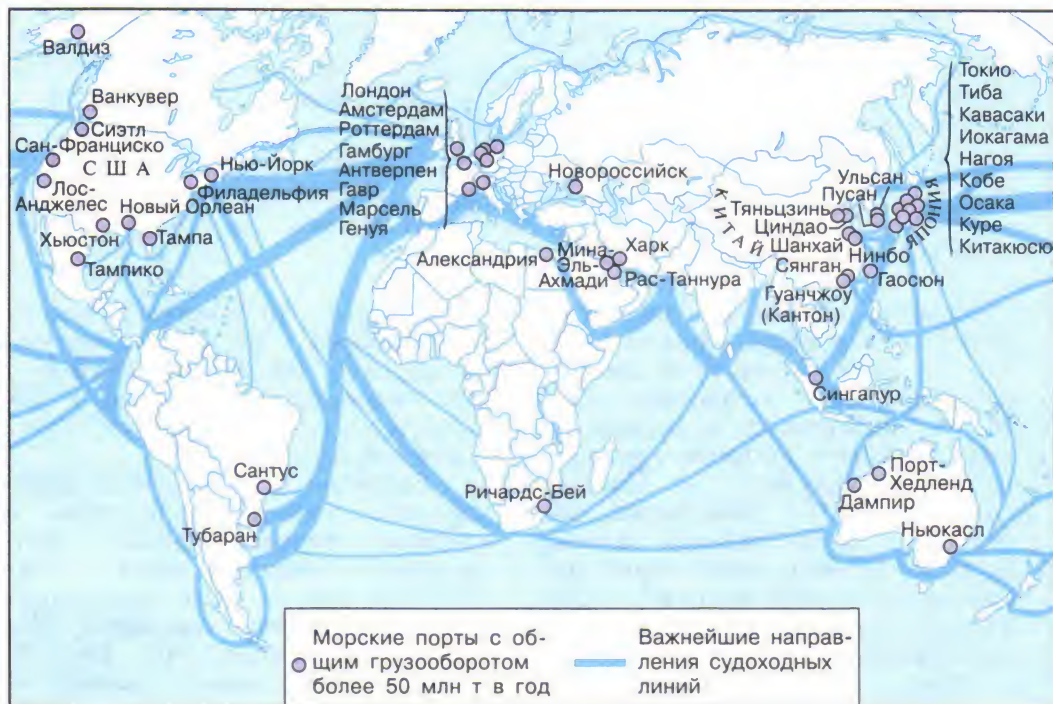 Валдиз
Ванкувер
Сиэтл
Сан-Франциско
США
Лос-
Анджелес
Нью-Йорк
Филадельфия
Новый Орлеан
Хьюстон
Тампа
Тампико
Лондон
Амстердам
Роттердам
Гамбург
Антверпен
Гавр
Марсель
Генуя
Новороссийск
Александрия
Мина-
Эль-
Ахмади
Харк
Рас-Таннура
КИТАЙ
Ульсан
Пусан
Тяньцзинь
Циндао
Шанхай
Нинбо
Сянган
Гаосюн
Гуанчжоу
(Кантон)
ЯПОНИЯ
Токио
Тиба
Кавасаки
Иокагама
Нагоя
Кобе
Осака
Куре
Китакюсю
Сингапур
Сантус
Тубаран
Ричардс-Бей
Порт-
Хедленд
Дампир
Ньюкасл
Морские порты с об-
щим грузооборотом
более 50 млн т в год
Важнейшие направ-
ления судоходных
линий